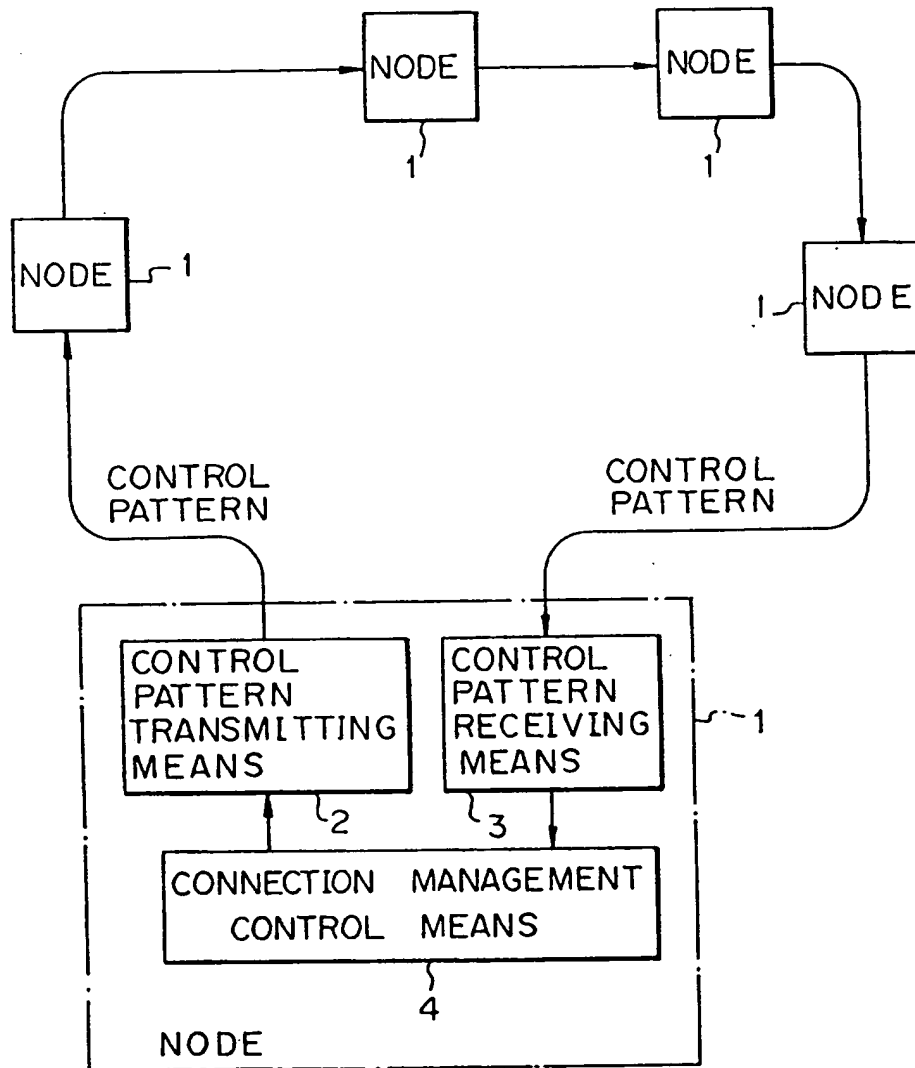 NODE
NODE
1
1
NODE
1
1
NODE
CONTROL
PATTERN
CONTROL
PATTERN
CONTROL
PATTERN
TRANSMITTING
MEANS
CONTROL
PATTERN
RECEIVING
MEANS
1
2
3
CONNECTION MANAGEMENT
CONTROL MEANS
4
NODE